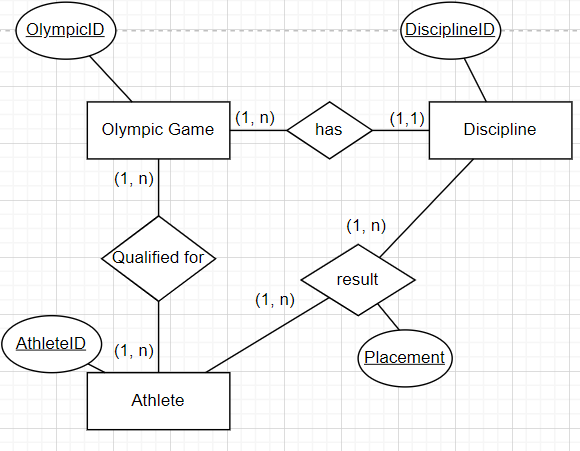 OlympicID
DisciplineID
Olympic Game
(1, n)
has
(1,1)
Discipline
(1, n)
(1, n)
Qualified for
result
(1, n)
AthleteID
(1, n)
Placement
Athlete